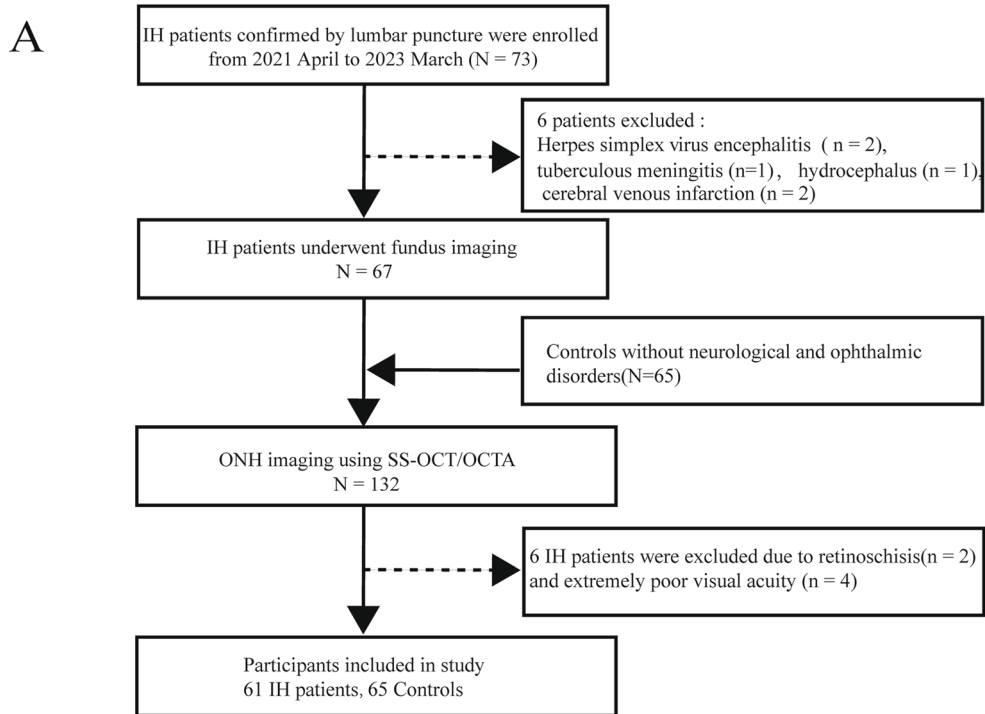 A
IH patients confirmed by lumbar puncture were enrolled
from 2021 April to 2023 March (N = 73)
6 patients excluded :
Herpes simplex virus encephalitis ( n = 2),
tuberculous meningitis (n=1), hydrocephalus (n = 1),
cerebral venous infarction (n = 2)
IH patients underwent fundus imaging
N = 67
Controls without neurological and ophthalmic
disorders(N=65)
ONH imaging using SS-OCT/OCTA
N = 132
6 IH patients were excluded due to retinoschisis(n = 2)
and extremely poor visual acuity (n = 4)
Participants included in study
61 IH patients, 65 Controls